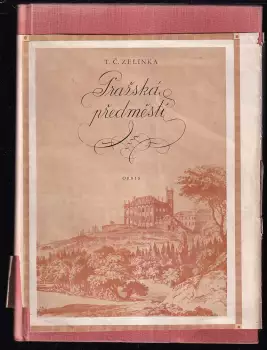 T. Č. ZELINKA
Pražská
předměstí
ORBIS